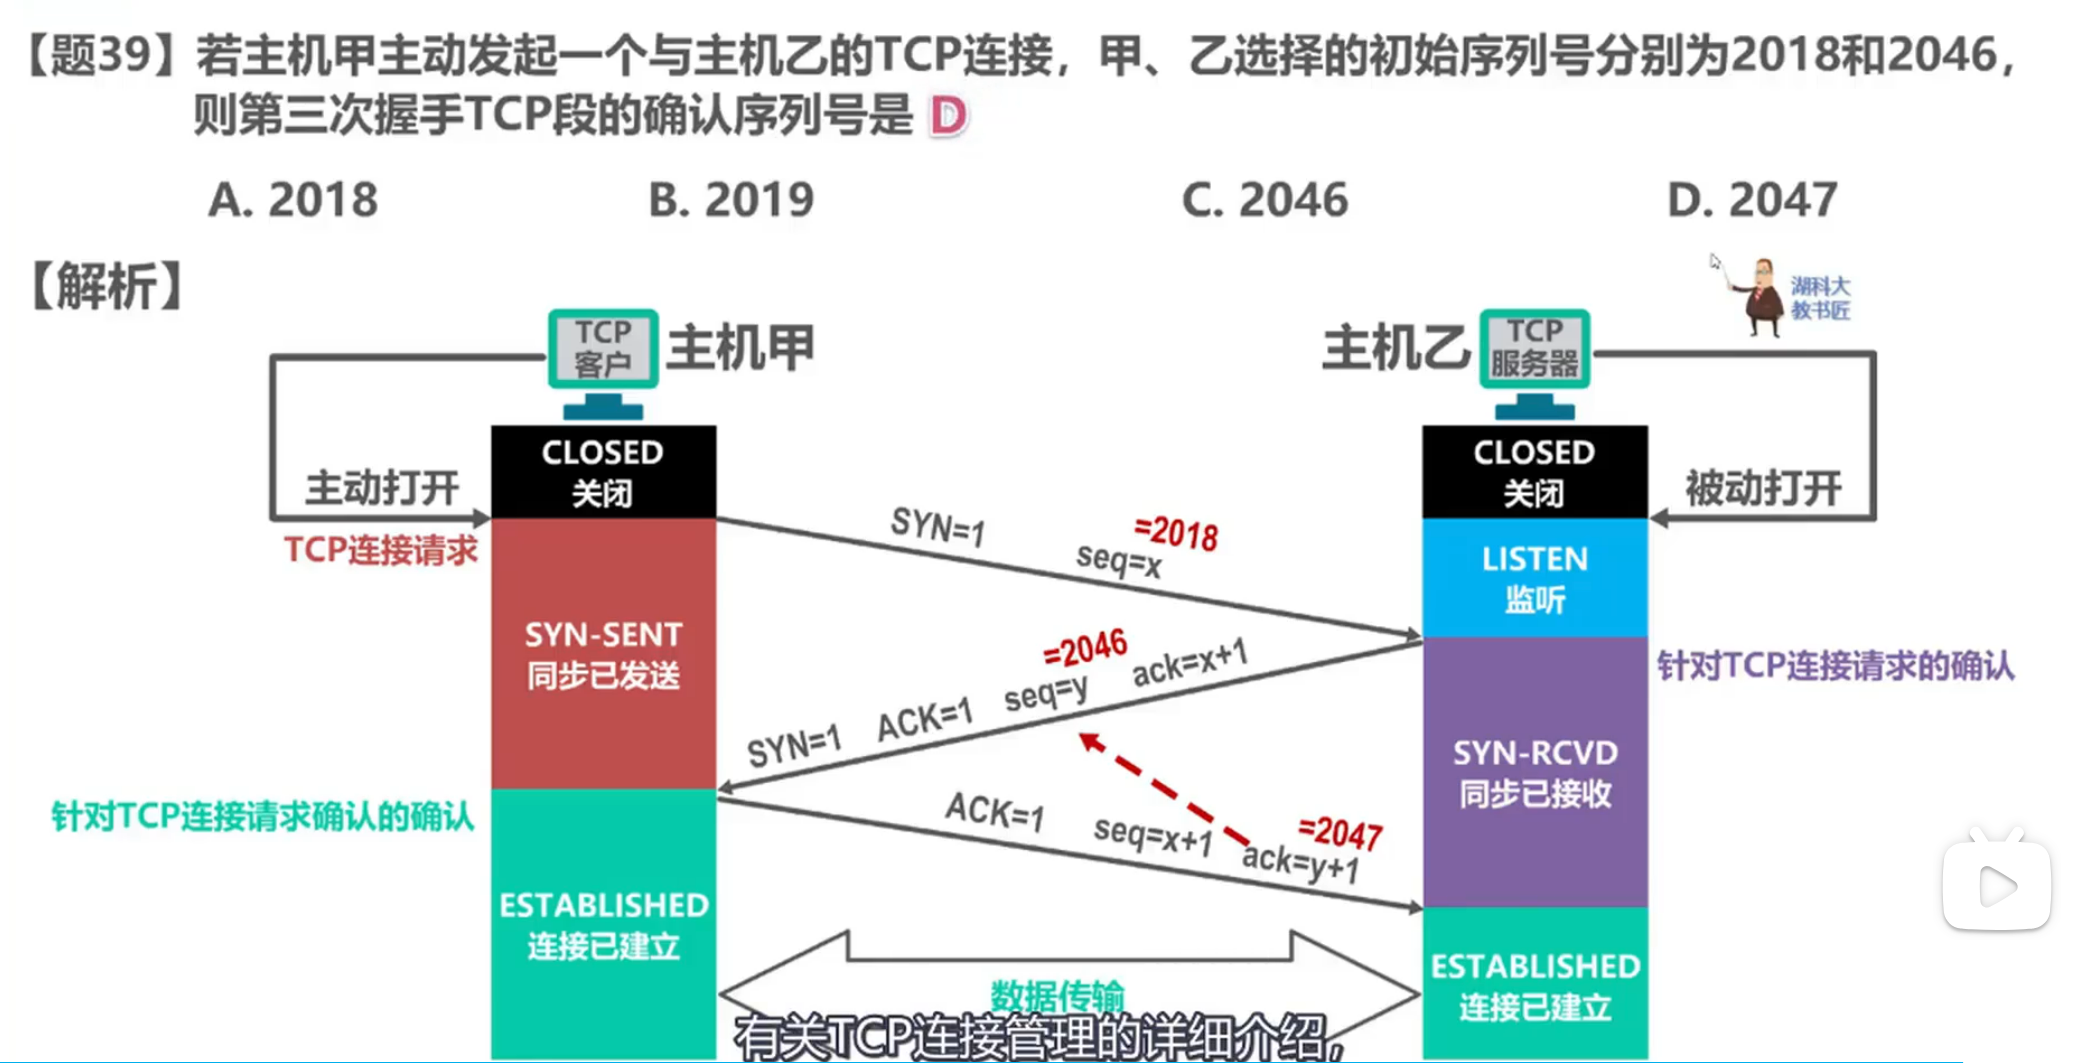 【题39】若主机甲主动发起一个与主机乙的TCP连接，甲、乙选择的初始序列号分别为2018和2046，
则第三次握手TCP段的确认序列号是 D
A. 2018
B. 2019
C. 2046
D. 2047
【解析】
湖科大
教书匠
TCP
客户
主机甲
主机乙
TCP
服务器
CLOSED
关闭
CLOSED
关闭
主动打开
被动打开
TCP连接请求
SYN=1
seq=x
=2018
LISTEN
监听
SYN-SENT
同步已发送
SYN=1
ACK=1
seq=y
=2046
ack=x+1
针对TCP连接请求的确认
SYN-RCVD
同步已接收
针对TCP连接请求确认的确认
ACK=1
seq=x+1
ack=y+1
=2047
ESTABLISHED
连接已建立
ESTABLISHED
连接已建立
数据传输
有关TCP连接管理的详细介绍,